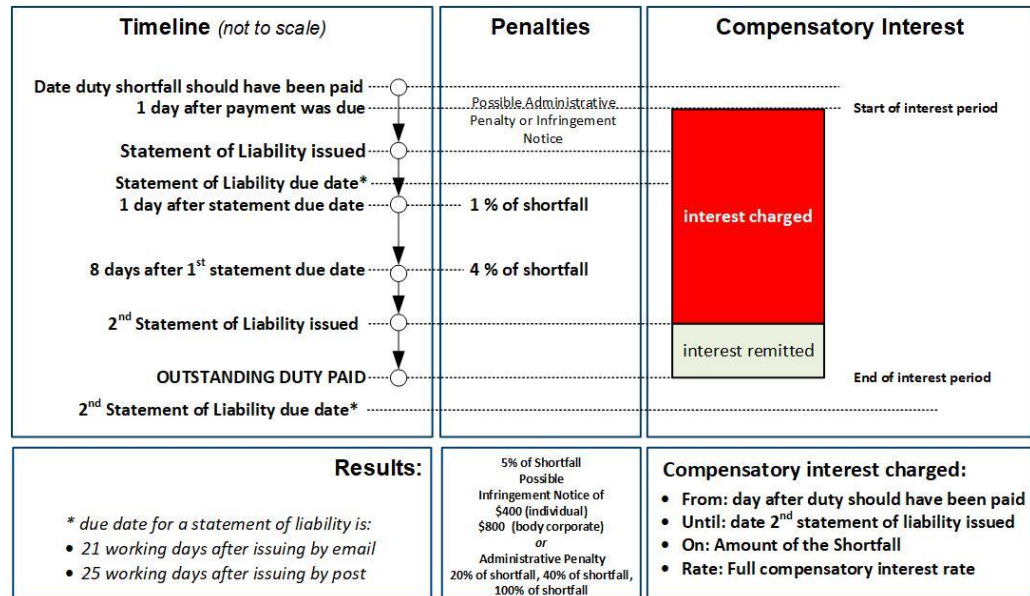 Timeline (not to scale)
Date duty shortfall should have been paid
1 day after payment was due
Statement of Liability issued
Statement of Liability due date*
1 day after statement due date
8 days after 1st statement due date
2nd Statement of Liability issued
OUTSTANDING DUTY PAID
2nd Statement of Liability due date*
Penalties
Possible Administrative
Penalty or Infringement
Notice
1 % of shortfall
4 % of shortfall
Compensatory Interest
Start of interest period
interest charged
interest remitted
End of interest period
Results:
* due date for a statement of liability is:
• 21 working days after issuing by email
• 25 working days after issuing by post
5% of Shortfall
Possible
Infringement Notice of
$400 (individual)
$800 (body corporate)
or
Administrative Penalty
20% of shortfall, 40% of shortfall,
100% of shortfall
Compensatory interest charged:
• From: day after duty should have been paid
• Until: date 2nd statement of liability issued
• On: Amount of the Shortfall
• Rate: Full compensatory interest rate